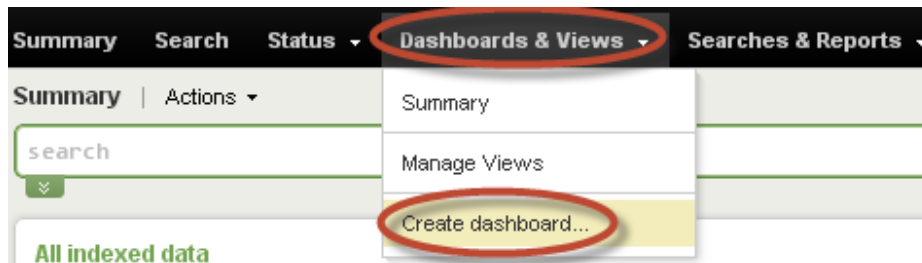 Summary Search Status Dashboards & Views Searches & Reports
Summary | Actions
Summary
search
Manage Views
Create dashboard...
All indexed data